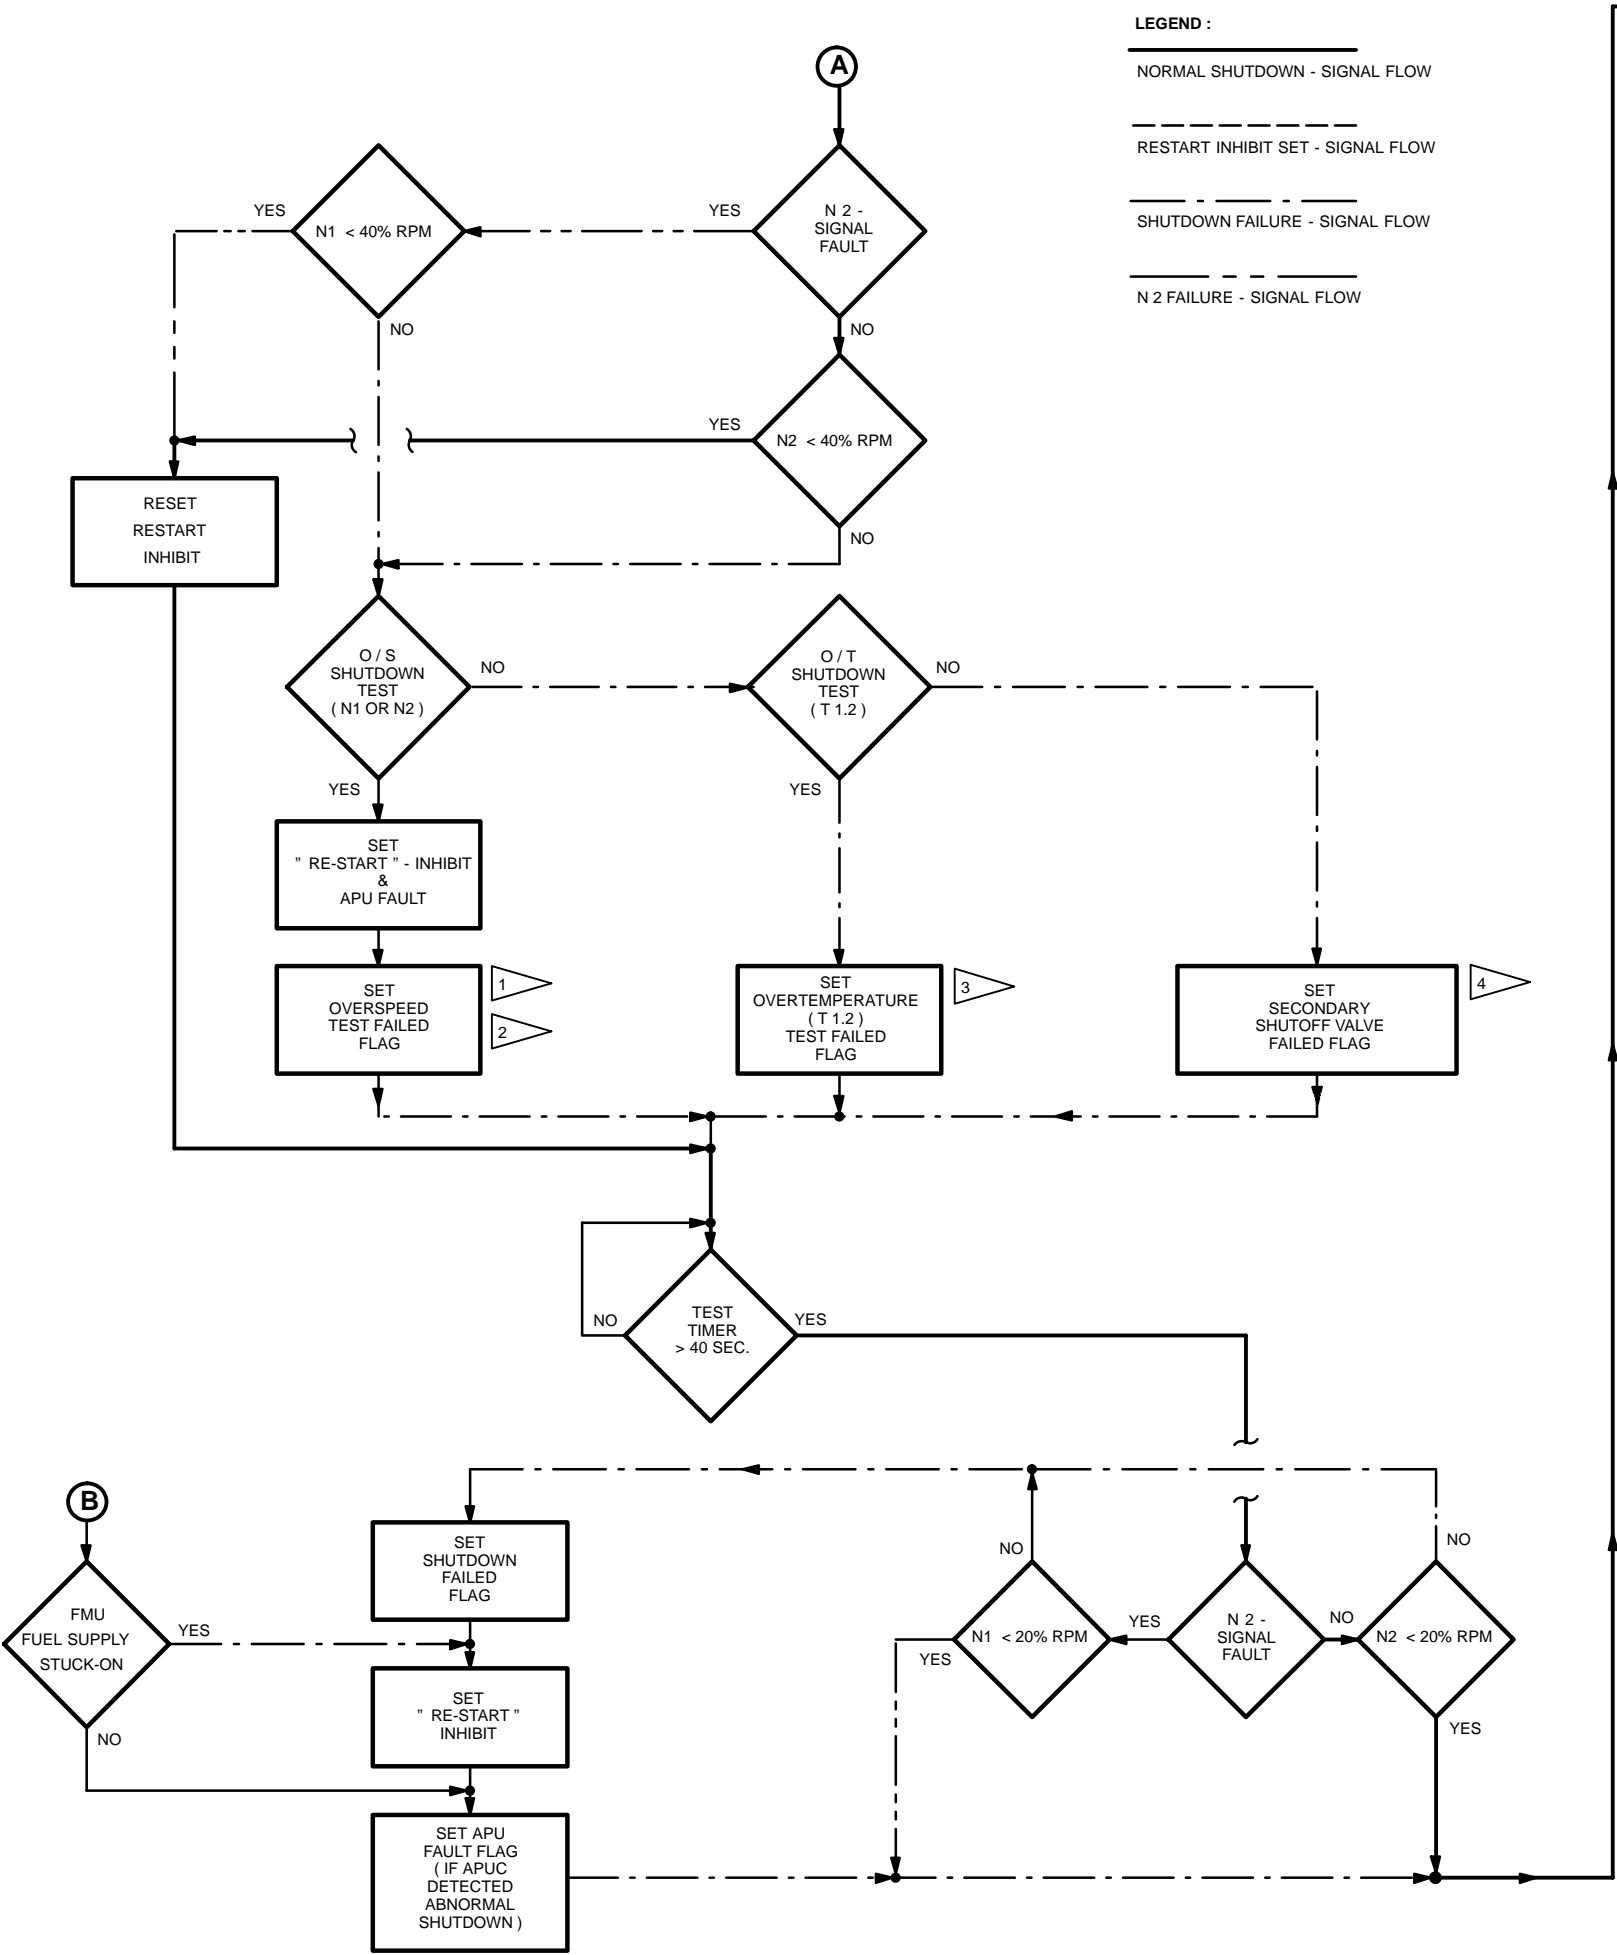 LEGEND :
NORMAL SHUTDOWN - SIGNAL FLOW
RESTART INHIBIT SET - SIGNAL FLOW
SHUTDOWN FAILURE - SIGNAL FLOW
N 2 FAILURE - SIGNAL FLOW
A
N 2 -
SIGNAL
FAULT
YES
NO
N1 < 40% RPM
YES
NO
N2 < 40% RPM
YES
NO
RESET
RESTART
INHIBIT
O / S
SHUTDOWN
TEST
( N1 OR N2 )
NO
YES
O / T
SHUTDOWN
TEST
( T 1.2 )
NO
YES
SET
” RE-START ” - INHIBIT
&
APU FAULT
SET
OVERSPEED
TEST FAILED
FLAG
1
2
SET
OVERTEMPERATURE
( T 1.2 )
TEST FAILED
FLAG
3
SET
SECONDARY
SHUTOFF VALVE
FAILED FLAG
4
TEST
TIMER
> 40 SEC.
NO
YES
B
FMU
FUEL SUPPLY
STUCK-ON
YES
NO
SET
SHUTDOWN
FAILED
FLAG
SET
” RE-START ”
INHIBIT
SET APU
FAULT FLAG
( IF APUC
DETECTED
ABNORMAL
SHUTDOWN )
NO
N1 < 20% RPM
YES
YES
N 2 -
SIGNAL
FAULT
NO
N2 < 20% RPM
NO
YES